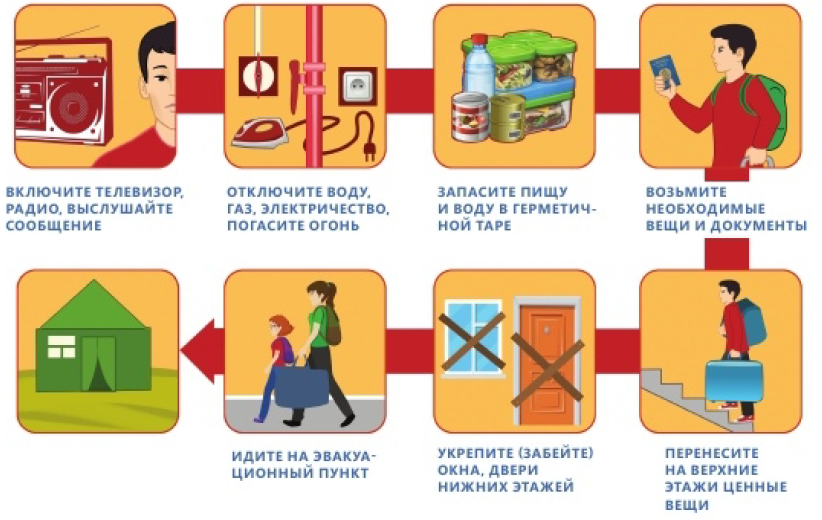 ВКЛЮЧИТЕ ТЕЛЕВИЗОР,
РАДИО, ВЫСЛУШАЙТЕ
СООБЩЕНИЕ
ОТКЛЮЧИТЕ ВОДУ,
ГАЗ, ЭЛЕКТРИЧЕСТВО,
ПОГАСИТЕ ОГОНЬ
ЗАПАСИТЕ ПИЩУ
И ВОДУ В ГЕРМЕТИЧ-
НОЙ ТАРЕ
ВОЗЬМИТЕ
НЕОБХОДИМЫЕ
ВЕЩИ И ДОКУМЕНТЫ
ПЕРЕНЕСИТЕ
НА ВЕРХНИЕ
ЭТАЖИ ЦЕННЫЕ
ВЕЩИ
УКРЕПИТЕ (ЗАБЕЙТЕ)
ОКНА, ДВЕРИ
НИЖНИХ ЭТАЖЕЙ
ИДИТЕ НА ЭВАКУА-
ЦИОННЫЙ ПУНКТ